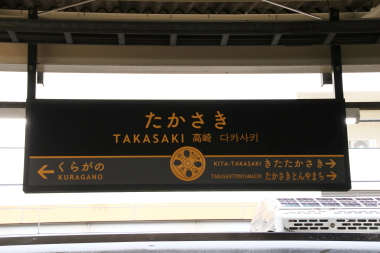 たかさき
TAKASAKI 高崎 다카사키
くらがの
KURAGANO
KITA-TAKASAKI きたたかさき
TAKASAKITONYAMACHI たかさきとんやまち